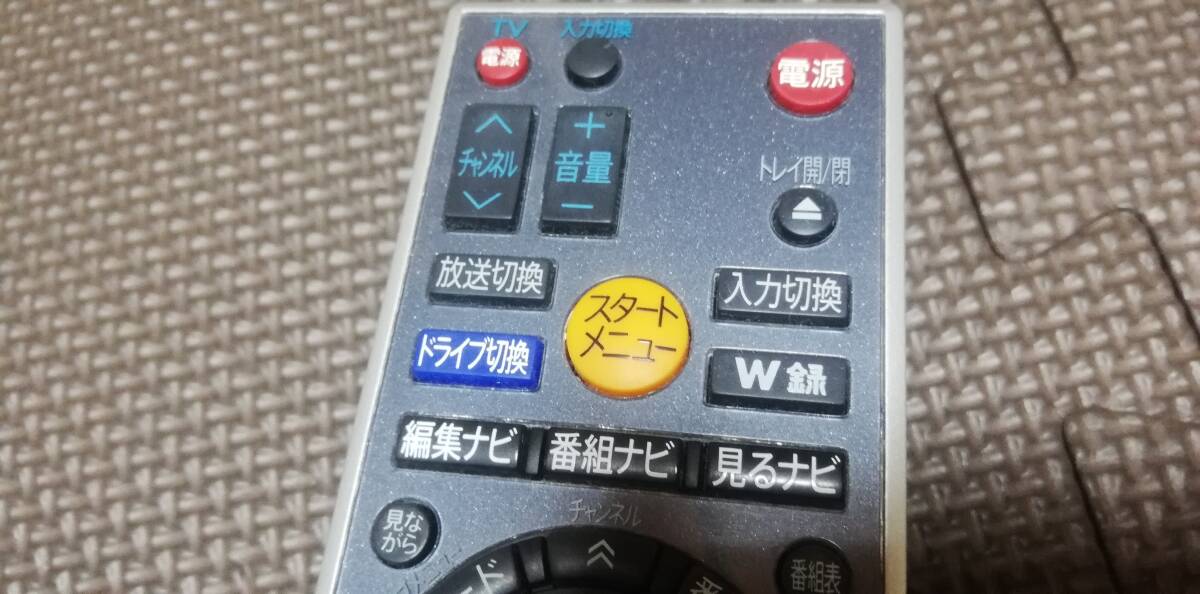 TV
入力切換
電源
電源
＋
チャンネル
音量
－
トレイ開/閉
放送切換
スタート
メニュー
入力切換
ドライブ切換
W録
編集ナビ
番組ナビ
見るナビ
見な
がら
チャンネル
番組表